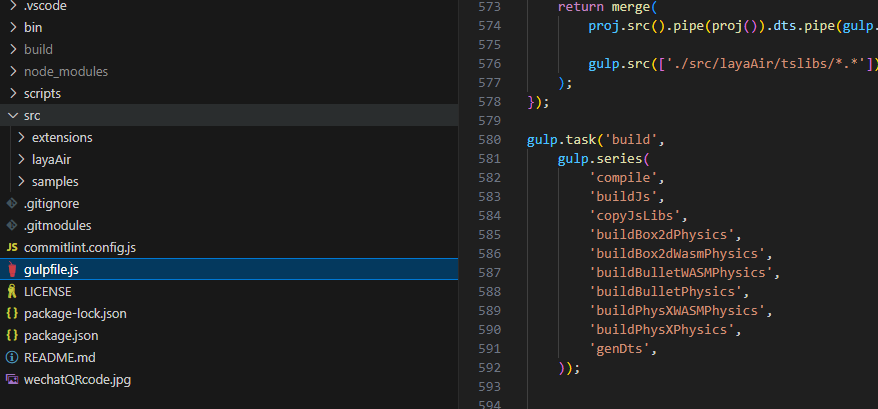 .vscode
bin
build
node_modules
scripts
src
extensions
layaAir
samples
.gitignore
.gitmodules
JS commitlint.config.js
gulpfile.js
LICENSE
{} package-lock.json
{} package.json
README.md
wechatQRcode.jpg
573 return merge(
574 proj.src().pipe(proj()).dts.pipe(gulp.
575
576 gulp.src(['./src/layaAir/tslibs/*.*'])
577 );
578 });
579
580 gulp.task('build',
581 gulp.series(
582 'compile',
583 'buildJs',
584 'copyJsLibs',
585 'buildBox2dPhysics',
586 'buildBox2dWasmPhysics',
587 'buildBulletWASMPhysics',
588 'buildBulletPhysics',
589 'buildPhysXWASMPhysics',
590 'buildPhysXPhysics',
591 'genDts',
592 ));
593
594